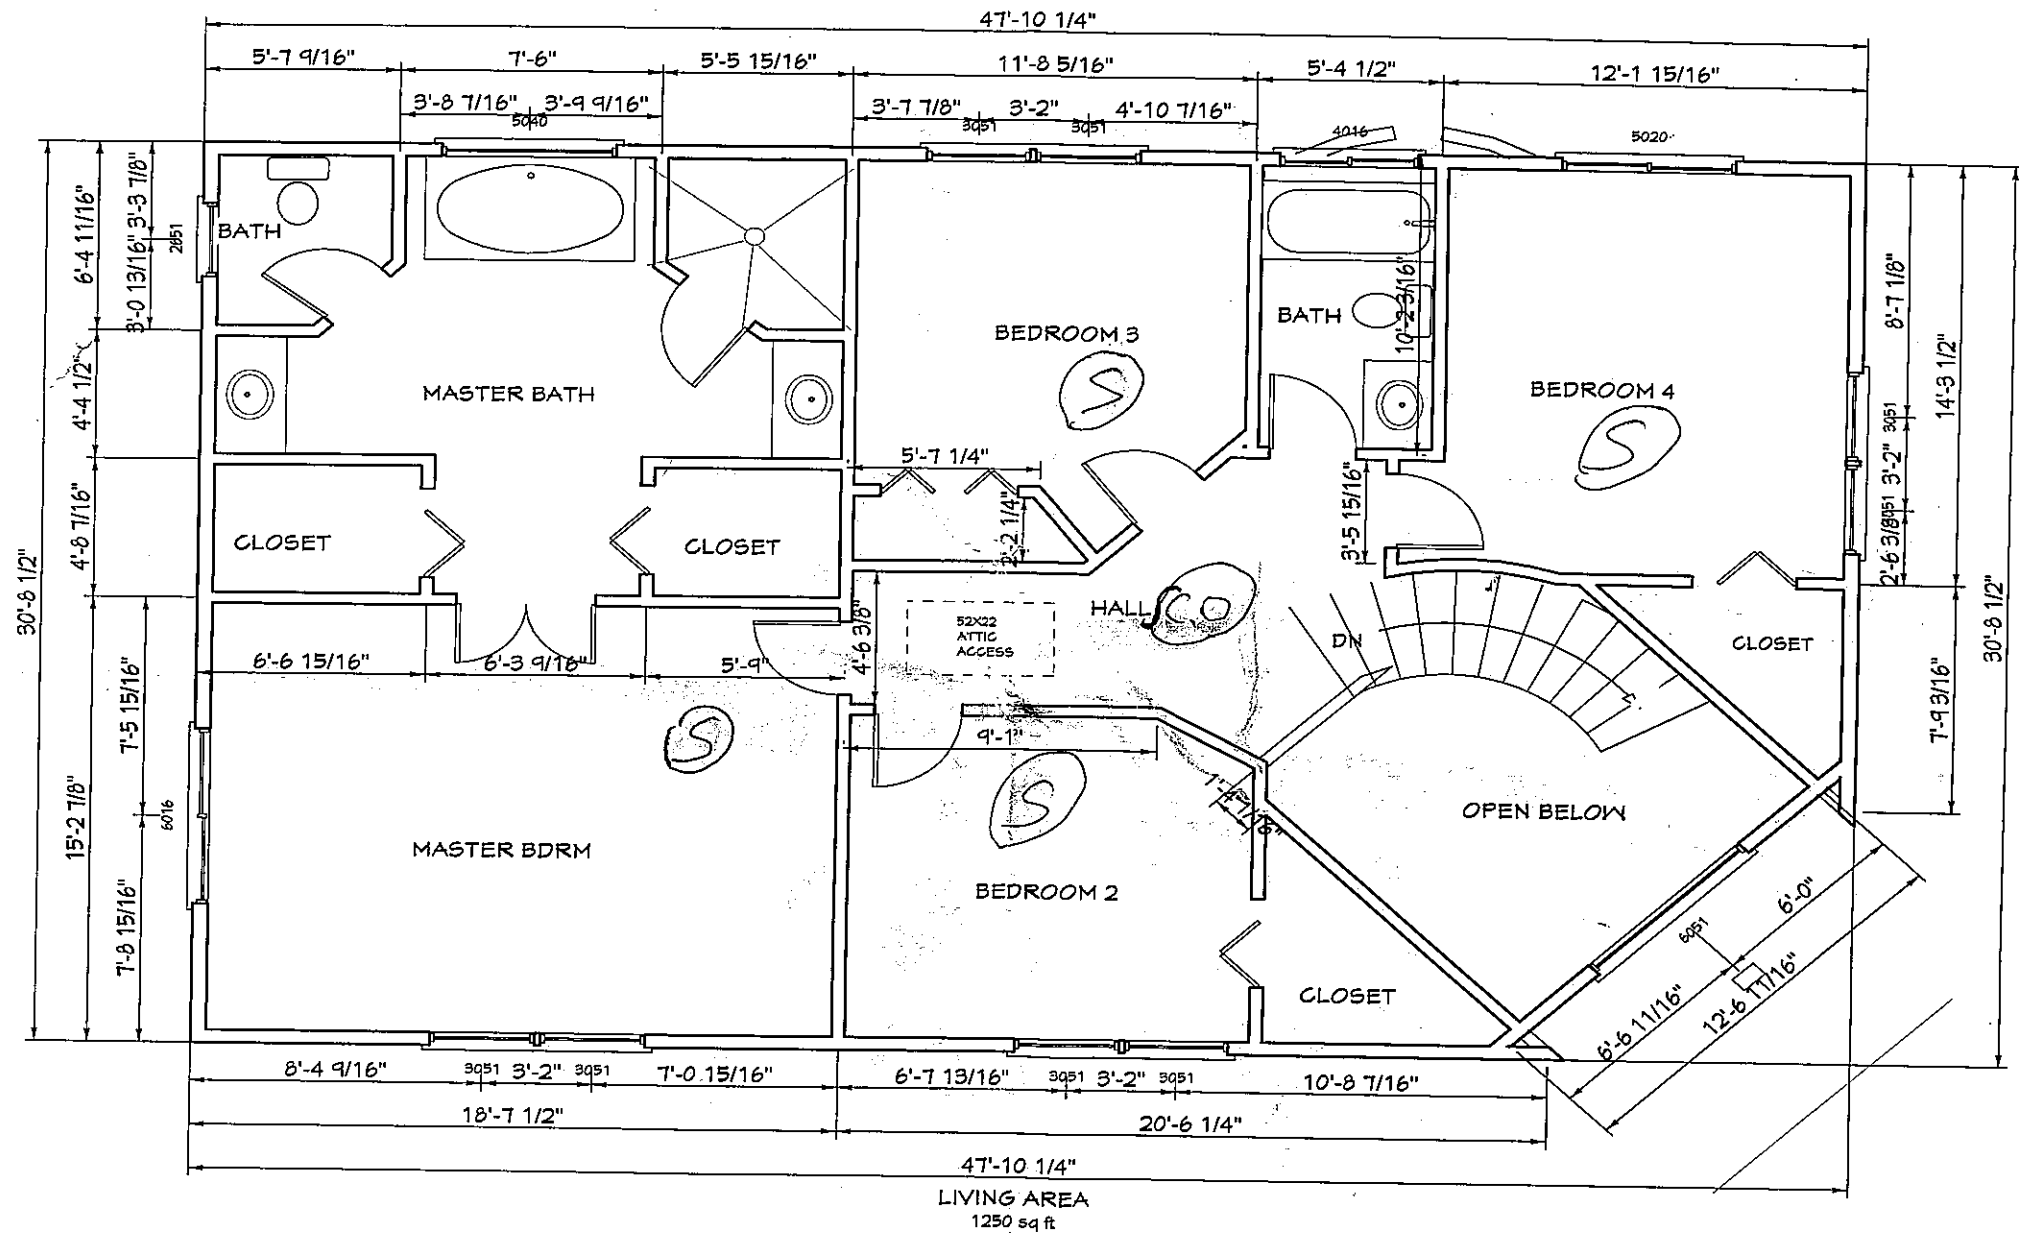 47'-10 1/4"
5'-7 9/16" 7'-6" 5'-5 15/16" 11'-8 5/16" 5'-4 1/2" 12'-1 15/16"
3'-8 7/16" 3'-9 9/16" 3'-7 7/8" 3'-2" 4'-10 7/16"
5040 3051 3051 4016 5020
30'-8 1/2"
6'-4 11/16"
4'-4 1/2"
4'-8 7/16"
15'-2 7/8"
3'-3 7/8"
3'-0 13/16"
2651
7'-5 15/16"
7'-8 15/16"
6016
BATH
MASTER BATH
BEDROOM 3
S
BATH
10'-2 3/16"
BEDROOM 4
S
8'-7 1/8"
3051
3'-2"
3051
2'-6 3/8"
14'-3 1/2"
7'-9 3/16"
30'-8 1/2"
5'-7 1/4"
2'-2 1/4"
3'-5 15/16"
CLOSET
CLOSET
HALL
CO
52X22
ATTIC
ACCESS
4'-6 3/8"
DN
CLOSET
6'-6 15/16" 6'-3 9/16" 5'-9"
S
9'-1"
S
MASTER BDRM
BEDROOM 2
OPEN BELOW
CLOSET
6'-0"
6051
6'-6 11/16"
12'-6 11/16"
8'-4 9/16" 3051 3'-2" 3051 7'-0 15/16" 6'-7 13/16" 3051 3'-2" 3051 10'-8 7/16"
18'-7 1/2" 20'-6 1/4"
47'-10 1/4"
LIVING AREA
1250 sq ft